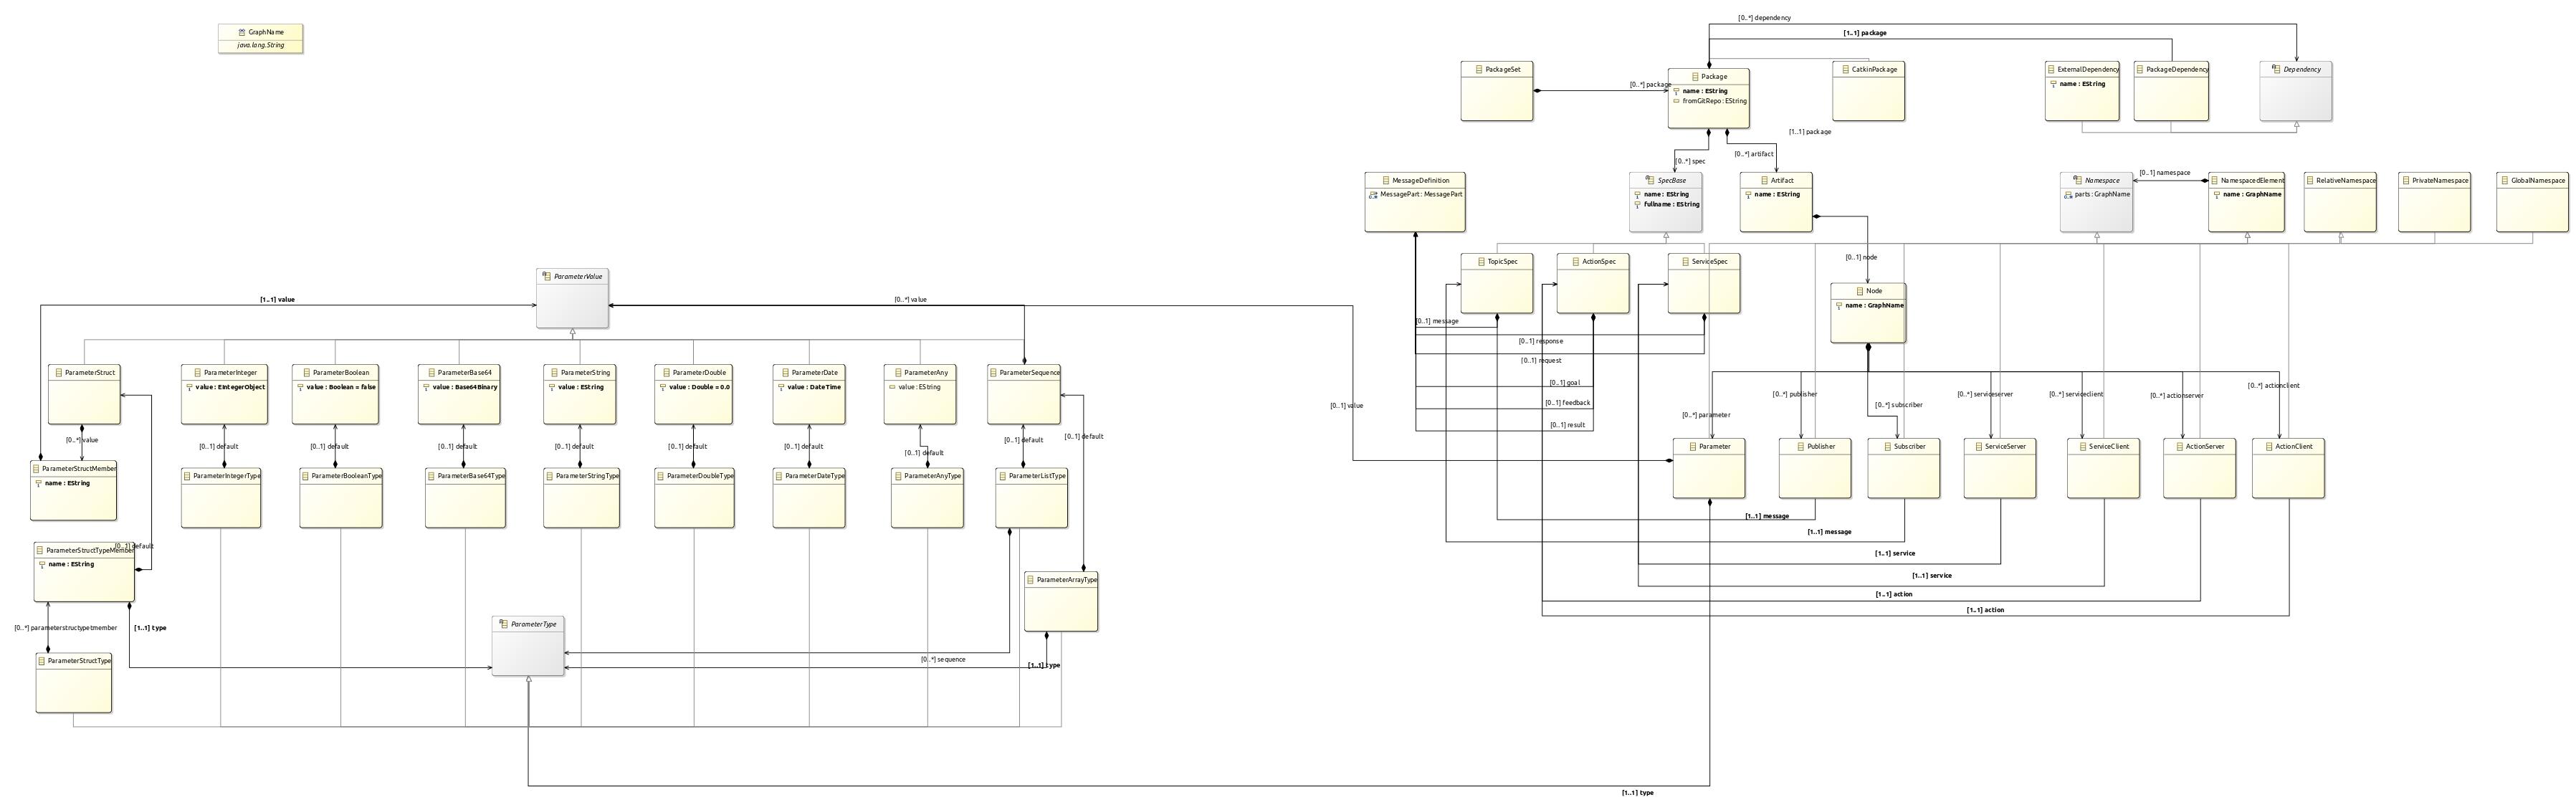 GraphName
java.lang.String
[0..*] dependency
[1..1] package
PackageSet
[0..*] package
Package
name : EString
fromGitRepo : EString
CatkinPackage
ExternalDependency
name : EString
PackageDependency
Dependency
[1..1] package
[0..*] spec
[0..*] artifact
MessageDefinition
MessagePart : MessagePart
SpecBase
name : EString
fullname : EString
Artifact
name : EString
Namespace
parts : GraphName
[0..1] namespace
NamespacedElement
name : GraphName
RelativeNamespace
PrivateNamespace
GlobalNamespace
TopicSpec
ActionSpec
ServiceSpec
[0..1] node
Node
name : GraphName
ParameterValue
[1..1] value
[0..*] value
[0..1] message
[0..1] response
[0..1] request
[0..1] goal
[0..1] feedback
[0..1] result
[0..1] value
ParameterStruct
ParameterInteger
value : EIntegerObject
ParameterBoolean
value : Boolean = false
ParameterBase64
value : Base64Binary
ParameterString
value : EString
ParameterDouble
value : Double = 0.0
ParameterDate
value : DateTime
ParameterAny
value : EString
ParameterSequence
[0..*] parameter
[0..*] publisher
[0..*] subscriber
[0..*] serviceserver
[0..*] serviceclient
[0..*] actionserver
[0..*] actionclient
[0..*] value
[0..1] default
[0..1] default
[0..1] default
[0..1] default
[0..1] default
[0..1] default
[0..1] default
[0..1] default
[0..1] default
ParameterStructMember
name : EString
ParameterIntegerType
ParameterBooleanType
ParameterBase64Type
ParameterStringType
ParameterDoubleType
ParameterDateType
ParameterAnyType
ParameterListType
Parameter
Publisher
Subscriber
ServiceServer
ServiceClient
ActionServer
ActionClient
[1..1] message
[1..1] message
[1..1] service
[1..1] service
[1..1] action
[1..1] action
ParameterStructTypeMember
name : EString
[0..1] default
ParameterArrayType
[0..*] parameterstructypetmember
[1..1] type
ParameterType
[0..*] sequence
[1..1] type
ParameterStructType
[1..1] type